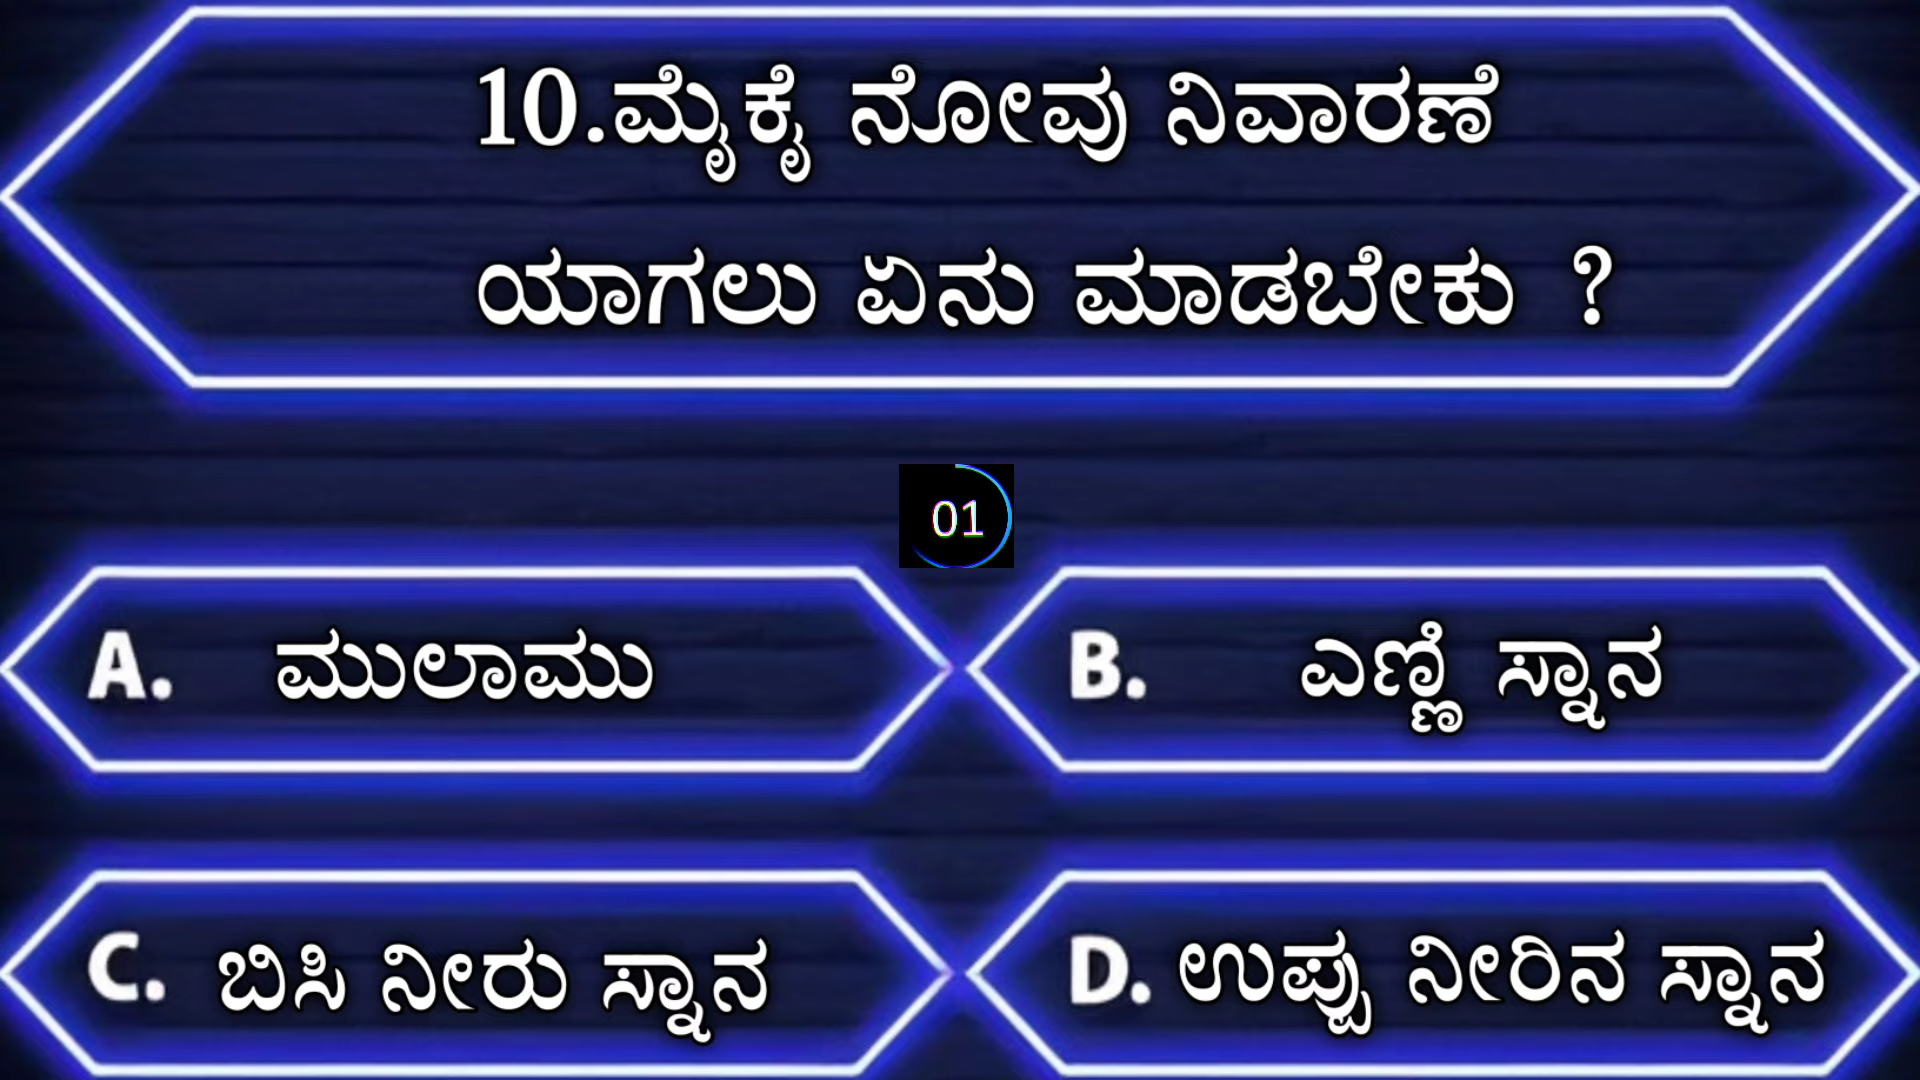 10.ಮೈಕೈ ನೋವು ನಿವಾರಣೆ
ಯಾಗಲು ಏನು ಮಾಡಬೇಕು ?
01
A. ಮುಲಾಮು
B. ಎಣ್ಣಿ ಸ್ನಾನ
C. ಬಿಸಿ ನೀರು ಸ್ನಾನ
D. ಉಪ್ಪು ನೀರಿನ ಸ್ನಾನ